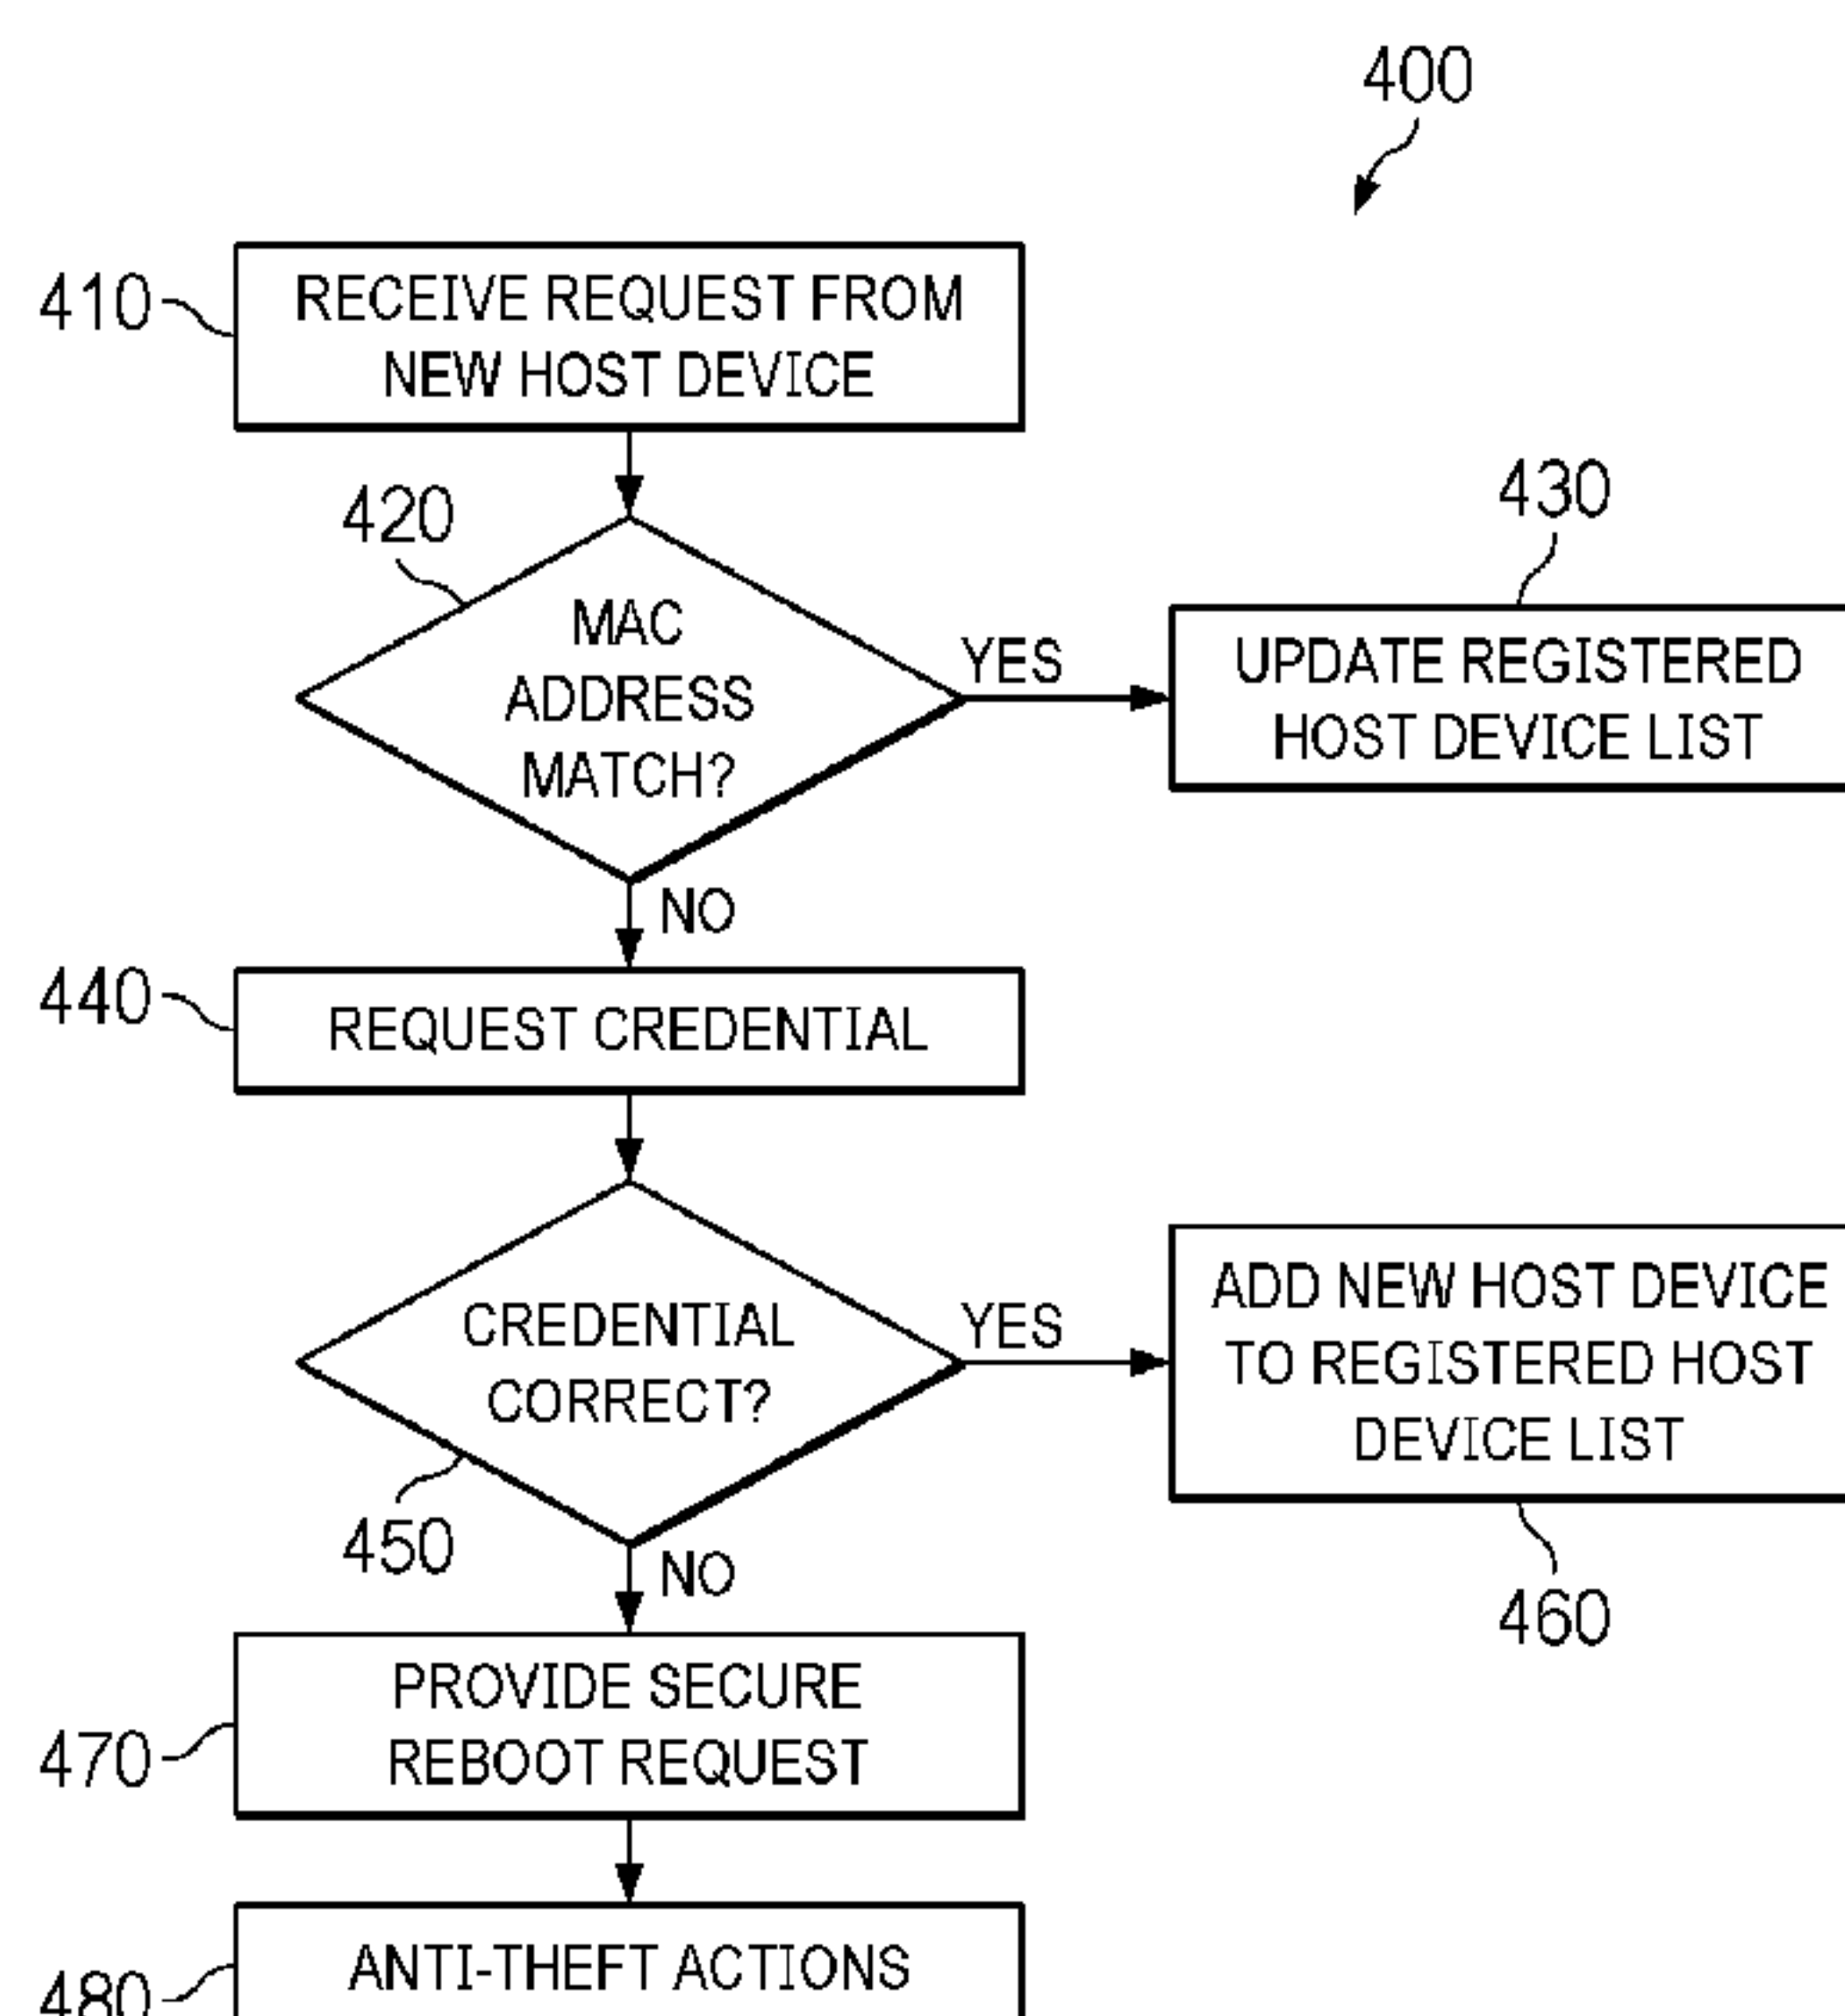 400
410
RECEIVE REQUEST FROM
NEW HOST DEVICE
420
MAC
ADDRESS
MATCH?
YES
430
UPDATE REGISTERED
HOST DEVICE LIST
NO
440
REQUEST CREDENTIAL
CREDENTIAL
CORRECT?
450
YES
ADD NEW HOST DEVICE
TO REGISTERED HOST
DEVICE LIST
460
NO
470
PROVIDE SECURE
REBOOT REQUEST
480
ANTI-THEFT ACTIONS